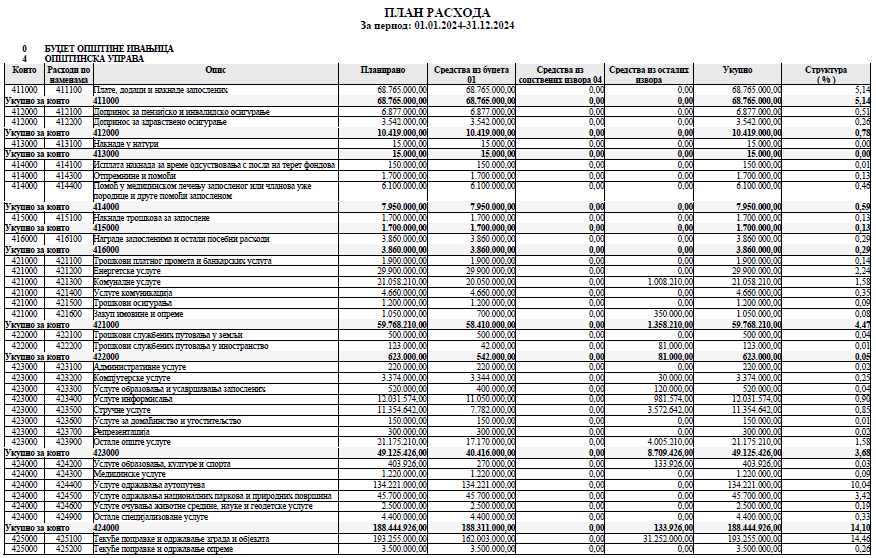 ПЛАН РАСХОДА
За период: 01.01.2024-31.12.2024
0 БУЏЕТ ОПШТИНЕ ИВАЊИЦА
4 ОПШТИНСКА УПРАВА
Конто Расходи по наменама Опис Планирано Средства из буџета 01 Средства из сопствених извора 04 Средства из осталих извора Укупно Структура ( % )
411000 411100 Плате, додаци и накнаде запослених 68.765.000,00 68.765.000,00 0,00 0,00 68.765.000,00 5,14
Укупно за конто 411000 68.765.000,00 68.765.000,00 0,00 0,00 68.765.000,00 5,14
412000 412100 Допринос за пензијско и инвалидско осигурање 6.877.000,00 6.877.000,00 0,00 0,00 6.877.000,00 0,51
412000 412200 Допринос за здравствено осигурање 3.542.000,00 3.542.000,00 0,00 0,00 3.542.000,00 0,26
Укупно за конто 412000 10.419.000,00 10.419.000,00 0,00 0,00 10.419.000,00 0,78
413000 413100 Накнаде у натури 15.000,00 15.000,00 0,00 0,00 15.000,00 0,00
Укупно за конто 413000 15.000,00 15.000,00 0,00 0,00 15.000,00 0,00
414000 414100 Исплата накнада за време одсуствовања с посла на терет фондова 150.000,00 150.000,00 0,00 0,00 150.000,00 0,01
414000 414300 Отпремнине и помоћи 1.700.000,00 1.700.000,00 0,00 0,00 1.700.000,00 0,13
414000 414400 Помоћ у медицинском лечењу запосленог или чланова уже 6.100.000,00 6.100.000,00 0,00 0,00 6.100.000,00 0,46
породице и друге помоћи запосленом
Укупно за конто 414000 7.950.000,00 7.950.000,00 0,00 0,00 7.950.000,00 0,59
415000 415100 Накнаде трошкова за запослене 1.700.000,00 1.700.000,00 0,00 0,00 1.700.000,00 0,13
Укупно за конто 415000 1.700.000,00 1.700.000,00 0,00 0,00 1.700.000,00 0,13
416000 416100 Награде запосленима и остали посебни расходи 3.860.000,00 3.860.000,00 0,00 0,00 3.860.000,00 0,29
Укупно за конто 416000 3.860.000,00 3.860.000,00 0,00 0,00 3.860.000,00 0,29
421000 421100 Трошкови платног промета и банкарских услуга 1.900.000,00 1.900.000,00 0,00 0,00 1.900.000,00 0,14
421000 421200 Енергетске услуге 29.900.000,00 29.900.000,00 0,00 0,00 29.900.000,00 2,24
421000 421300 Комуналне услуге 21.058.210,00 20.050.000,00 0,00 1.008.210,00 21.058.210,00 1,58
421000 421400 Услуге комуникација 4.660.000,00 4.660.000,00 0,00 0,00 4.660.000,00 0,35
421000 421500 Трошкови осигурања 1.200.000,00 1.200.000,00 0,00 0,00 1.200.000,00 0,09
421000 421600 Закуп имовине и опреме 1.050.000,00 700.000,00 0,00 350.000,00 1.050.000,00 0,08
Укупно за конто 421000 59.768.210,00 58.410.000,00 0,00 1.358.210,00 59.768.210,00 4,47
422000 422100 Трошкови службених путовања у земљи 500.000,00 500.000,00 0,00 0,00 500.000,00 0,04
422000 422200 Трошкови службених путовања у иностранство 123.000,00 42.000,00 0,00 81.000,00 123.000,00 0,01
Укупно за конто 422000 623.000,00 542.000,00 0,00 81.000,00 623.000,00 0,05
423000 423100 Административне услуге 220.000,00 220.000,00 0,00 0,00 220.000,00 0,02
423000 423200 Компјутерске услуге 3.374.000,00 3.344.000,00 0,00 30.000,00 3.374.000,00 0,25
423000 423300 Услуге образовања и усавршавања запослених 520.000,00 400.000,00 0,00 120.000,00 520.000,00 0,04
423000 423400 Услуге информисања 12.031.574,00 11.050.000,00 0,00 981.574,00 12.031.574,00 0,90
423000 423500 Стручне услуге 11.354.642,00 7.782.000,00 0,00 3.572.642,00 11.354.642,00 0,85
423000 423600 Услуге за домаћинство и угоститељство 150.000,00 150.000,00 0,00 0,00 150.000,00 0,01
423000 423700 Репрезентација 300.000,00 300.000,00 0,00 0,00 300.000,00 0,02
423000 423900 Остале опште услуге 21.175.210,00 17.170.000,00 0,00 4.005.210,00 21.175.210,00 1,58
Укупно за конто 423000 49.125.426,00 40.416.000,00 0,00 8.709.426,00 49.125.426,00 3,68
424000 424200 Услуге образовања, културе и спорта 403.926,00 270.000,00 0,00 133.926,00 403.926,00 0,03
424000 424300 Медицинске услуге 1.220.000,00 1.220.000,00 0,00 0,00 1.220.000,00 0,09
424000 424400 Услуге одржавања аутопутева 134.221.000,00 134.221.000,00 0,00 0,00 134.221.000,00 10,04
424000 424500 Услуге одржавања националних паркова и природних површина 45.700.000,00 45.700.000,00 0,00 0,00 45.700.000,00 3,42
424000 424600 Услуге очувања животне средине, науке и геодетске услуге 2.500.000,00 2.500.000,00 0,00 0,00 2.500.000,00 0,19
424000 424900 Остале специјализоване услуге 4.400.000,00 4.400.000,00 0,00 0,00 4.400.000,00 0,33
Укупно за конто 424000 188.444.926,00 188.311.000,00 0,00 133.926,00 188.444.926,00 14,10
425000 425100 Текуће поправке и одржавање зграда и објеката 193.255.000,00 162.003.000,00 0,00 31.252.000,00 193.255.000,00 14,46
425000 425200 Текуће поправке и одржавање опреме 3.500.000,00 3.500.000,00 0,00 0,00 3.500.000,00 0,26